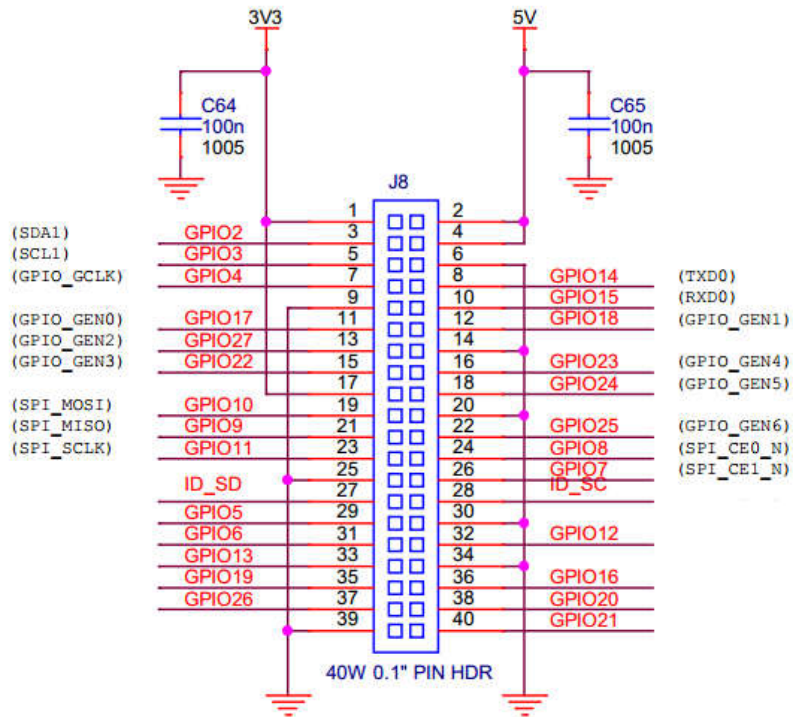 3V3 5V
C64 C65
100n 100n
1005 1005
J8
1 2
(SDA1) GPIO2 3 4
(SCL1) GPIO3 5 6
(GPIO_GCLK) GPIO4 7 8 GPIO14 (TXD0)
9 10 GPIO15 (RXD0)
(GPIO_GEN0) GPIO17 11 12 GPIO18 (GPIO_GEN1)
(GPIO_GEN2) GPIO27 13 14
(GPIO_GEN3) GPIO22 15 16 GPIO23 (GPIO_GEN4)
17 18 GPIO24 (GPIO_GEN5)
(SPI_MOSI) GPIO10 19 20
(SPI_MISO) GPIO9 21 22 GPIO25 (GPIO_GEN6)
(SPI_SCLK) GPIO11 23 24 GPIO8 (SPI_CE0_N)
25 26 GPIO7 (SPI_CE1_N)
ID_SD 27 28 ID_SC
GPIO5 29 30
GPIO6 31 32 GPIO12
GPIO13 33 34
GPIO19 35 36 GPIO16
GPIO26 37 38 GPIO20
39 40 GPIO21
40W 0.1" PIN HDR